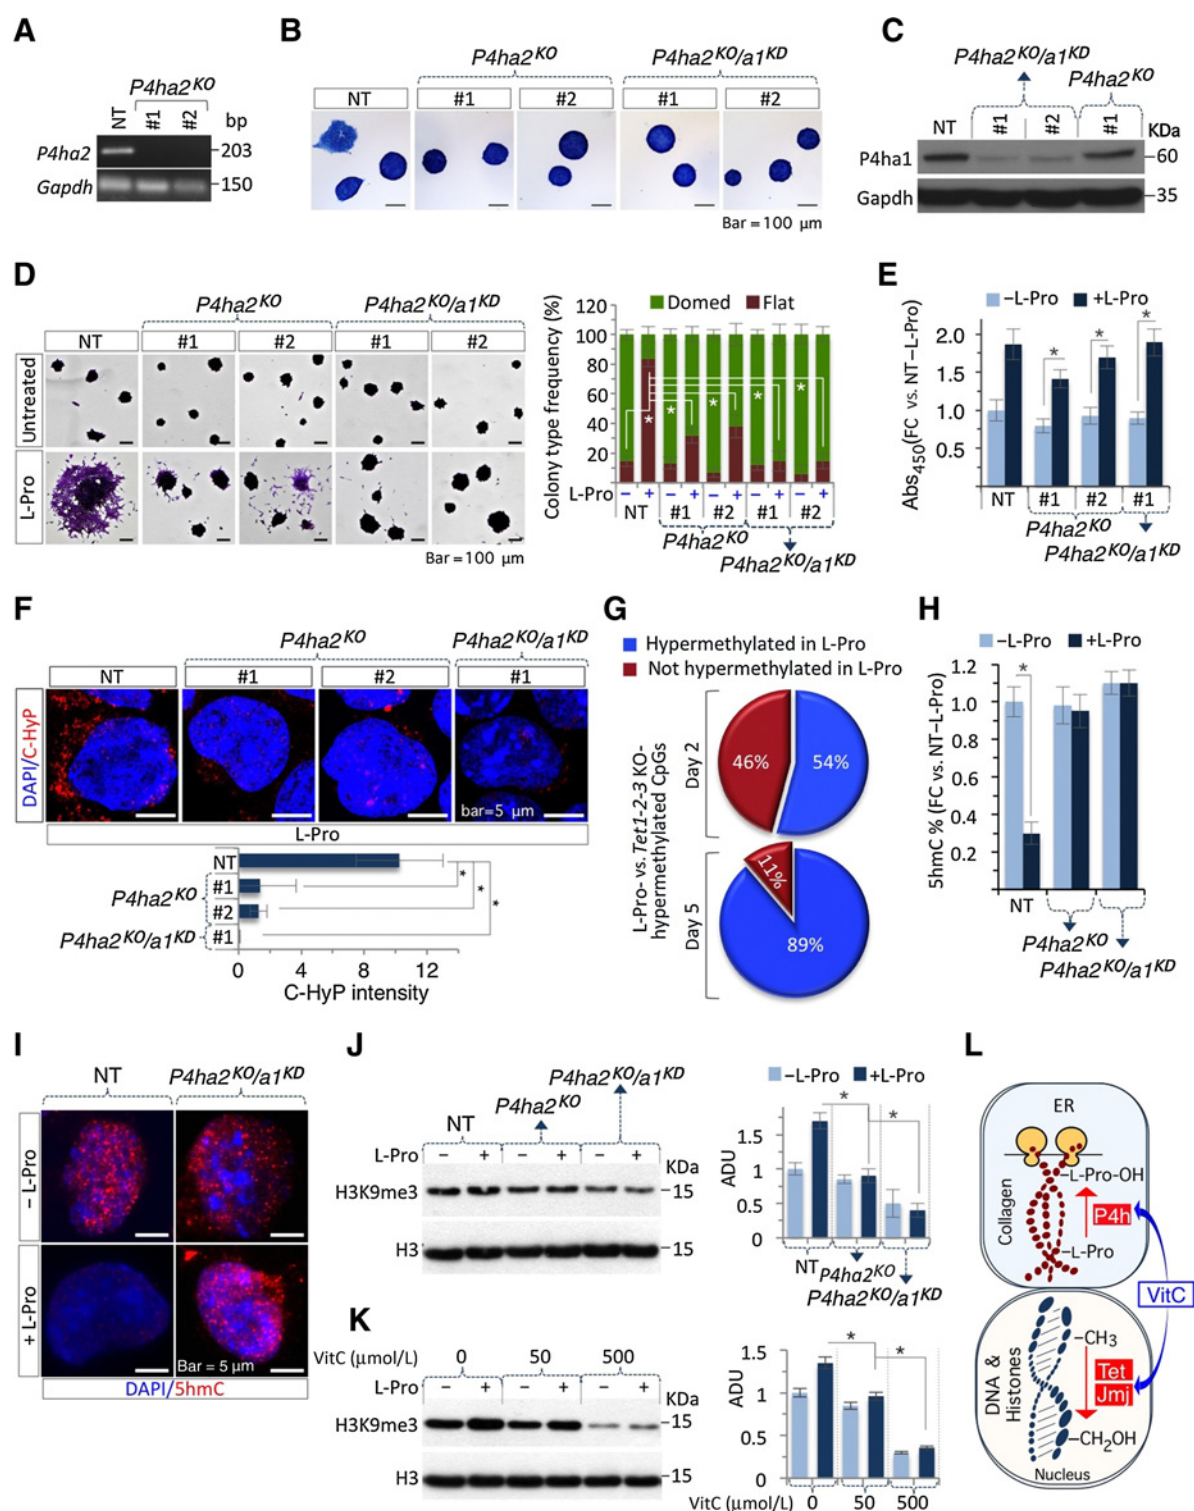 A
P4ha2KO
NT
#1
#2
bp
P4ha2
203
Gapdh
150
B
P4ha2KO
P4ha2KO/a1KD
NT
#1
#2
#1
#2
Bar = 100 μm
C
P4ha2KO/a1KD
P4ha2KO
NT
#1
#2
#1
KDa
P4ha1
60
Gapdh
35
D
P4ha2KO
P4ha2KO/a1KD
NT
#1
#2
#1
#2
Untreated
L-Pro
Bar = 100 μm
Domed
Flat
Colony type frequency (%)
120
100
80
60
40
20
* * * * *
L-Pro
− + − + − + − + − +
NT
#1
#2
#1
#2
P4ha2KO
P4ha2KO/a1KD
E
−L-Pro
+L-Pro
Abs450(FC vs. NT −L-Pro)
2.0
1.5
1.0
0.5
* * *
NT
#1
#2
#1
P4ha2KO
P4ha2KO/a1KD
F
P4ha2KO
P4ha2KO/a1KD
NT
#1
#2
#1
DAPI/C-HyP
bar=5 μm
L-Pro
NT
P4ha2KO
#1
#2
P4ha2KO/a1KD
#1
* * *
0 4 8 12
C-HyP intensity
G
Hypermethylated in L-Pro
Not hypermethylated in L-Pro
L-Pro- vs. Tet1-2-3 KO-
hypermethylated CpGs
Day 2
46%
54%
Day 5
11%
89%
H
−L-Pro
+L-Pro
5hmC % (FC vs. NT−L-Pro)
1.2
1.0
0.8
0.6
0.4
0.2
*
NT
P4ha2KO
P4ha2KO/a1KD
I
NT
P4ha2KO/a1KD
− L-Pro
+ L-Pro
Bar = 5 μm
DAPI/5hmC
J
P4ha2KO/a1KD
P4ha2KO
NT
L-Pro
− + − + − +
KDa
H3K9me3
15
H3
15
−L-Pro
+L-Pro
ADU
1.5
1
0.5
0
* *
NT
P4ha2KO
P4ha2KO/a1KD
K
VitC (μmol/L)
0 50 500
L-Pro
− + − + − +
KDa
H3K9me3
15
H3
15
ADU
1.5
1
0.5
0
* *
VitC (μmol/L)
0 50 500
L
ER
Collagen
−L-Pro-OH
P4h
−L-Pro
VitC
DNA &
Histones
−CH3
Tet
Jmj
−CH2OH
Nucleus